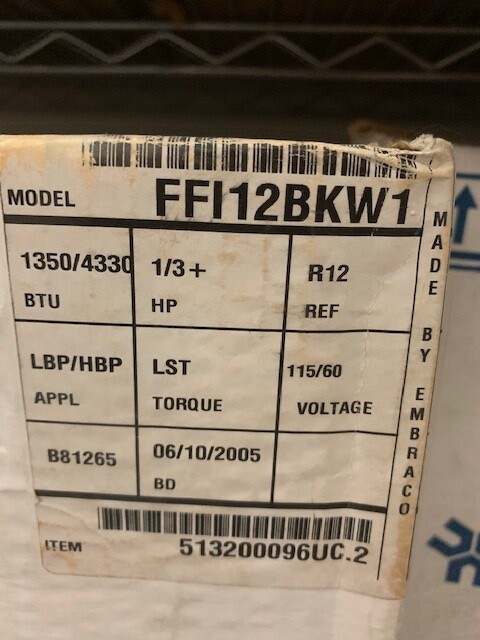 MODEL FFI12BKW1
1350/4330 1/3+ R12
BTU HP REF
LBP/HBP LST 115/60
APPL TORQUE VOLTAGE
B81265 06/10/2005
BD
ITEM 513200096UC.2
MADE BY EMBRACO